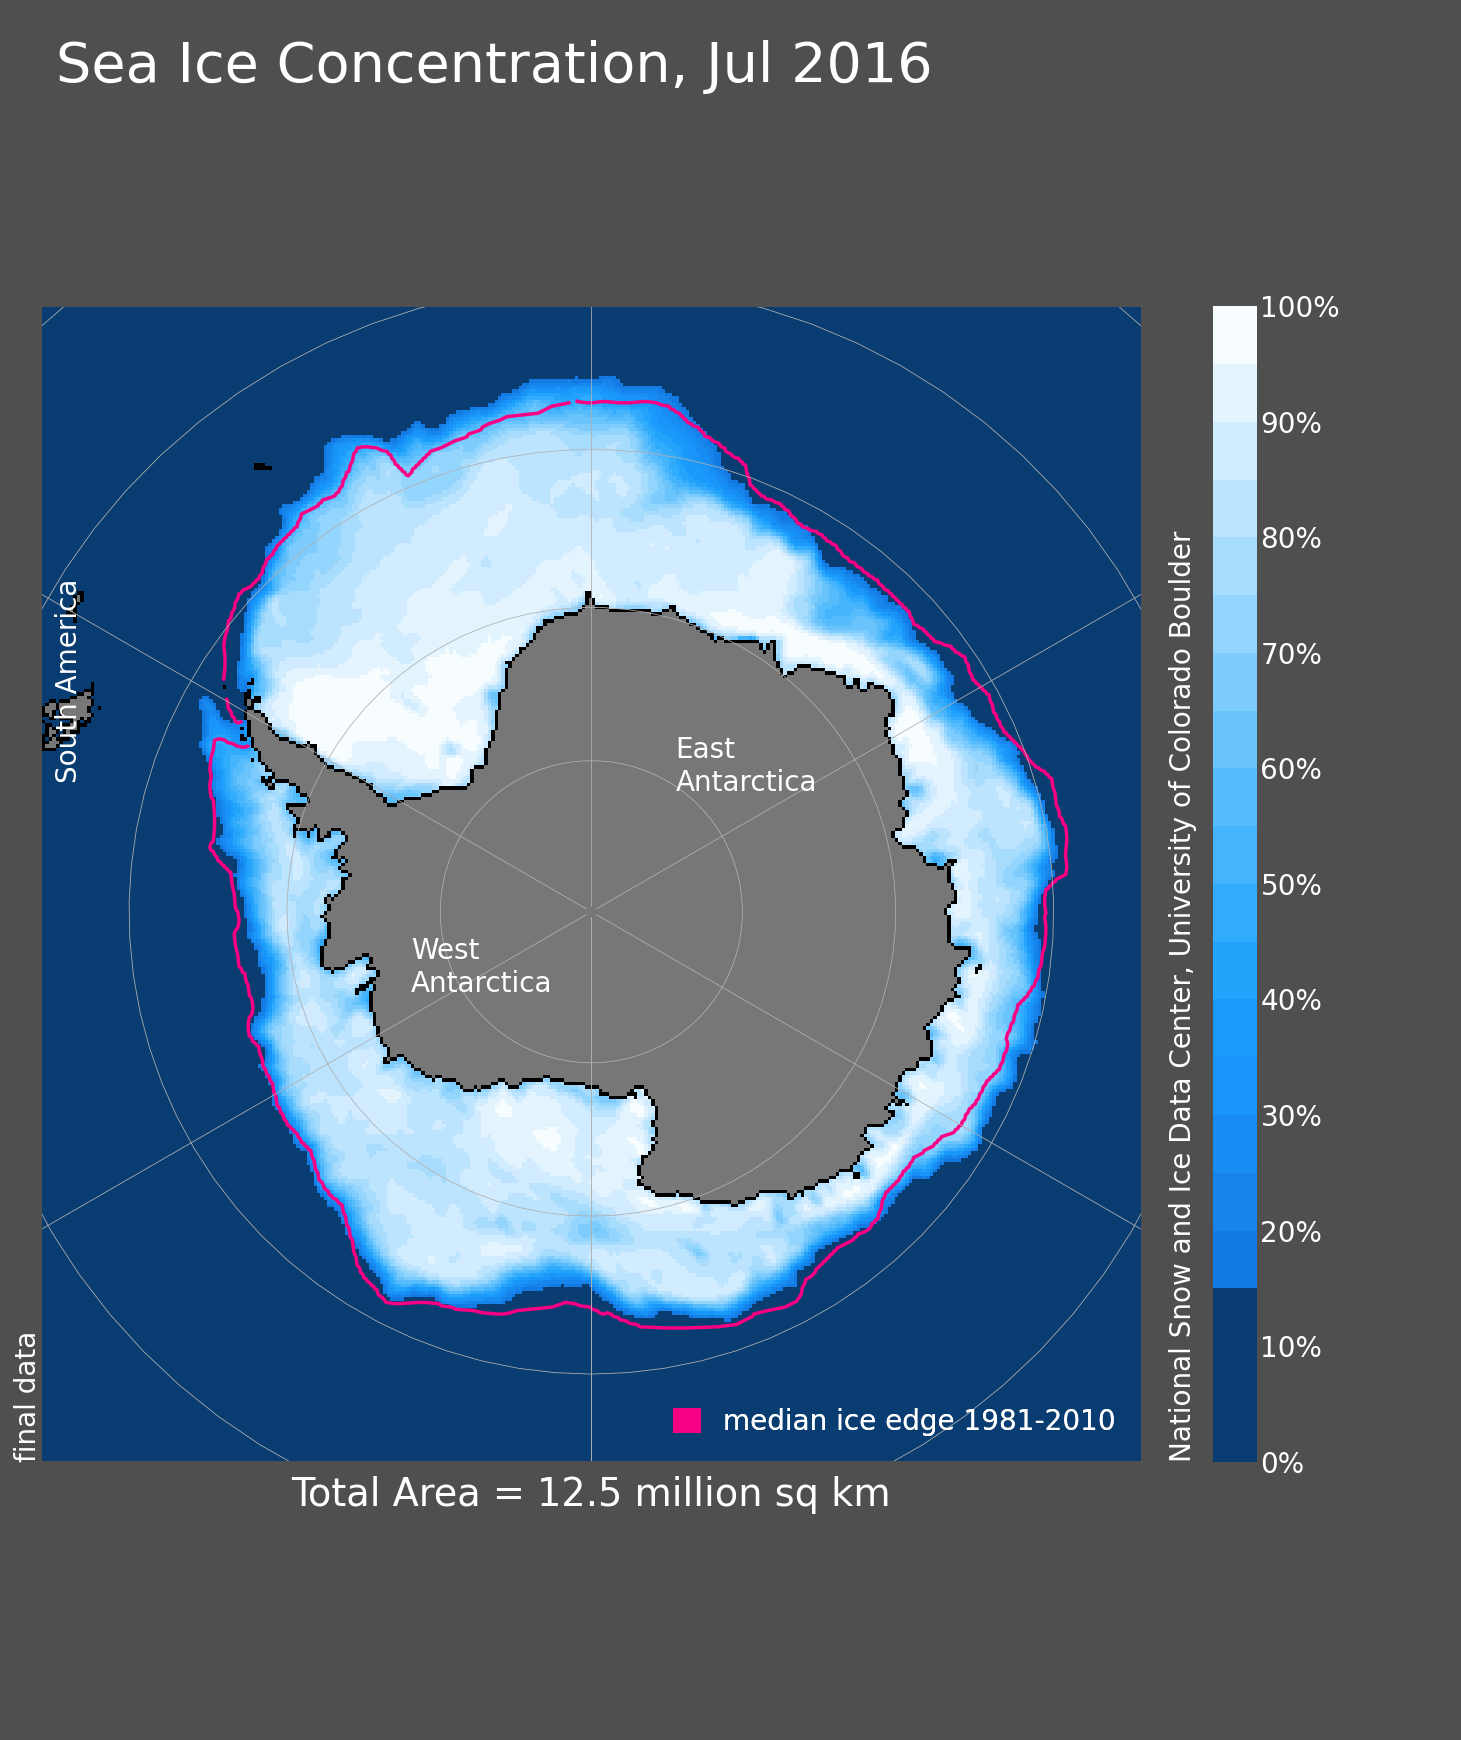 Sea Ice Concentration, Jul 2016
South America
East
Antarctica
West
Antarctica
median ice edge 1981-2010
final data
Total Area = 12.5 million sq km
National Snow and Ice Data Center, University of Colorado Boulder
100%
90%
80%
70%
60%
50%
40%
30%
20%
10%
0%